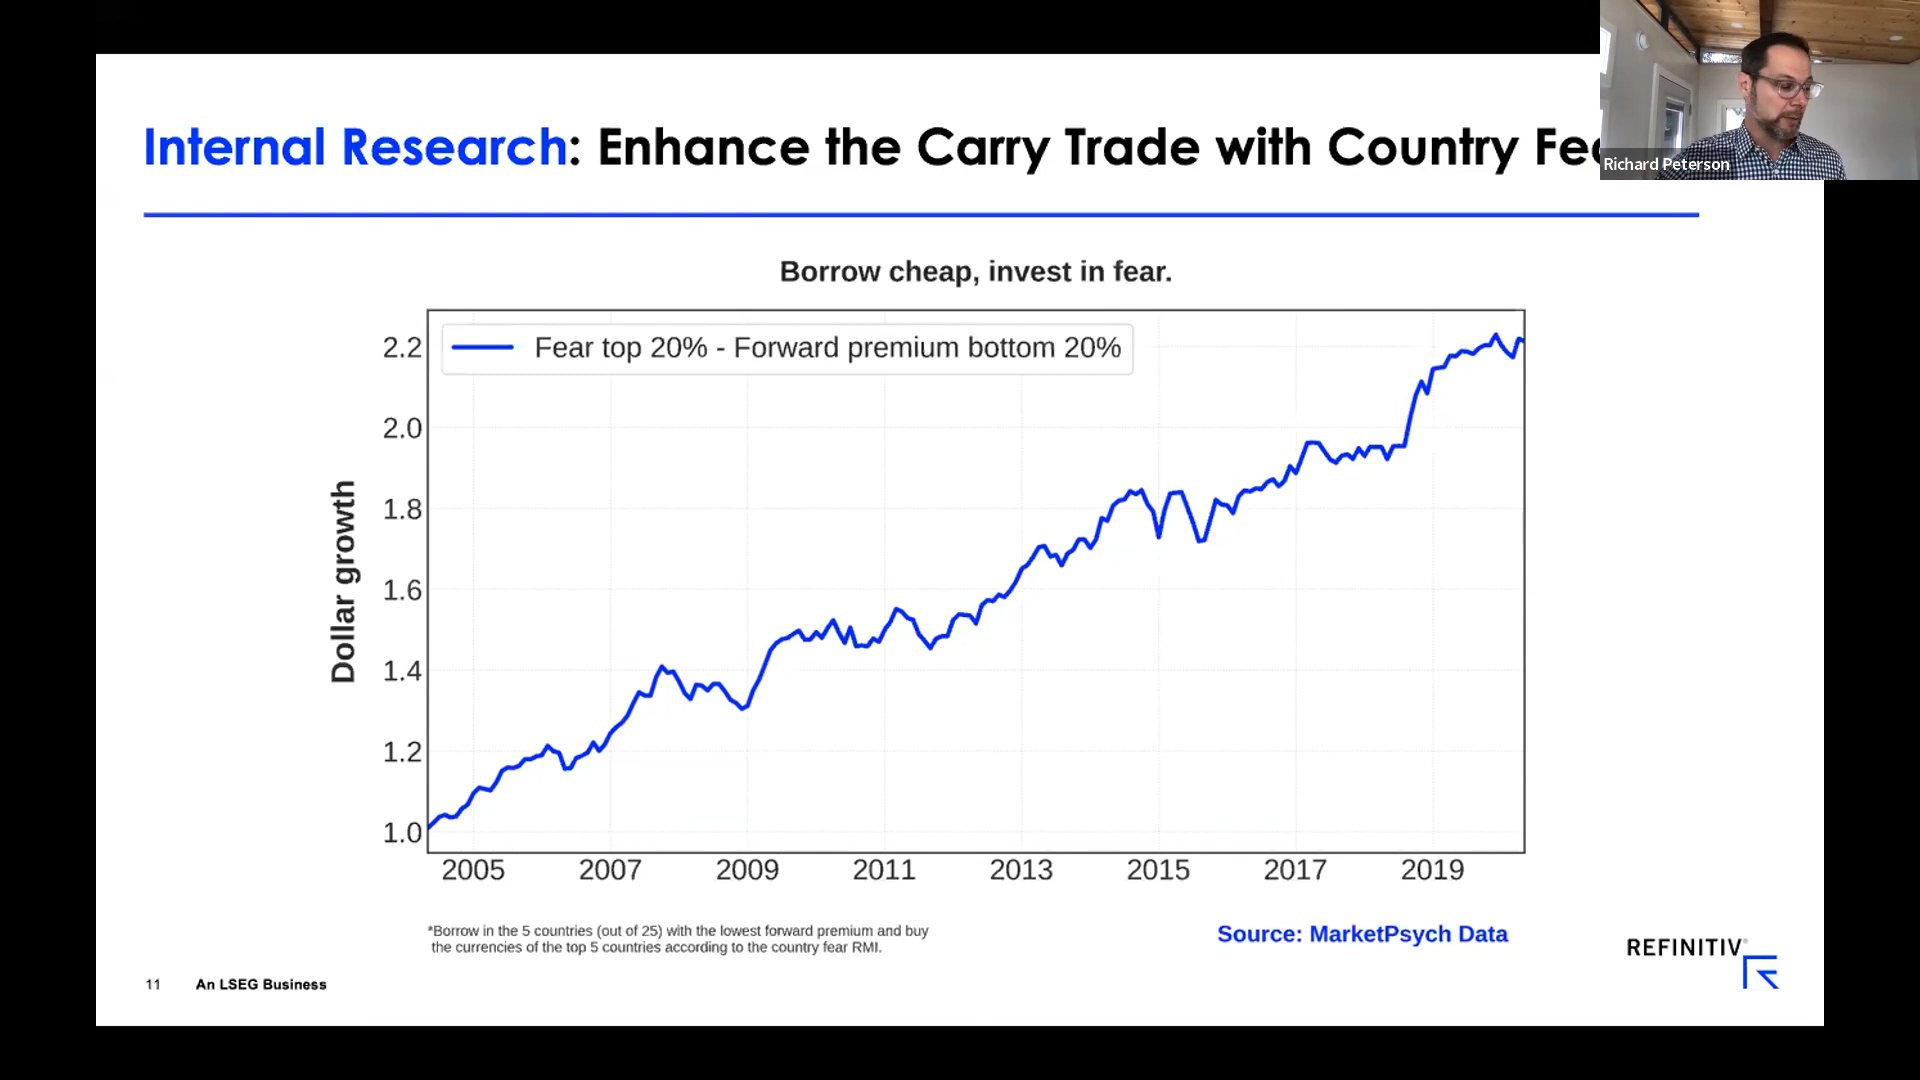 Internal Research: Enhance the Carry Trade with Country
Richard Peterson
Borrow cheap, invest in fear.
Fear top 20% - Forward premium bottom 20%
Dollar growth
2.2
2.0
1.8
1.6
1.4
1.2
1.0
2005 2007 2009 2011 2013 2015 2017 2019
*Borrow in the 5 countries (out of 25) with the lowest forward premium and buy
the currencies of the top 5 countries according to the country fear RMI.
Source: MarketPsych Data
REFINITIV
11 An LSEG Business